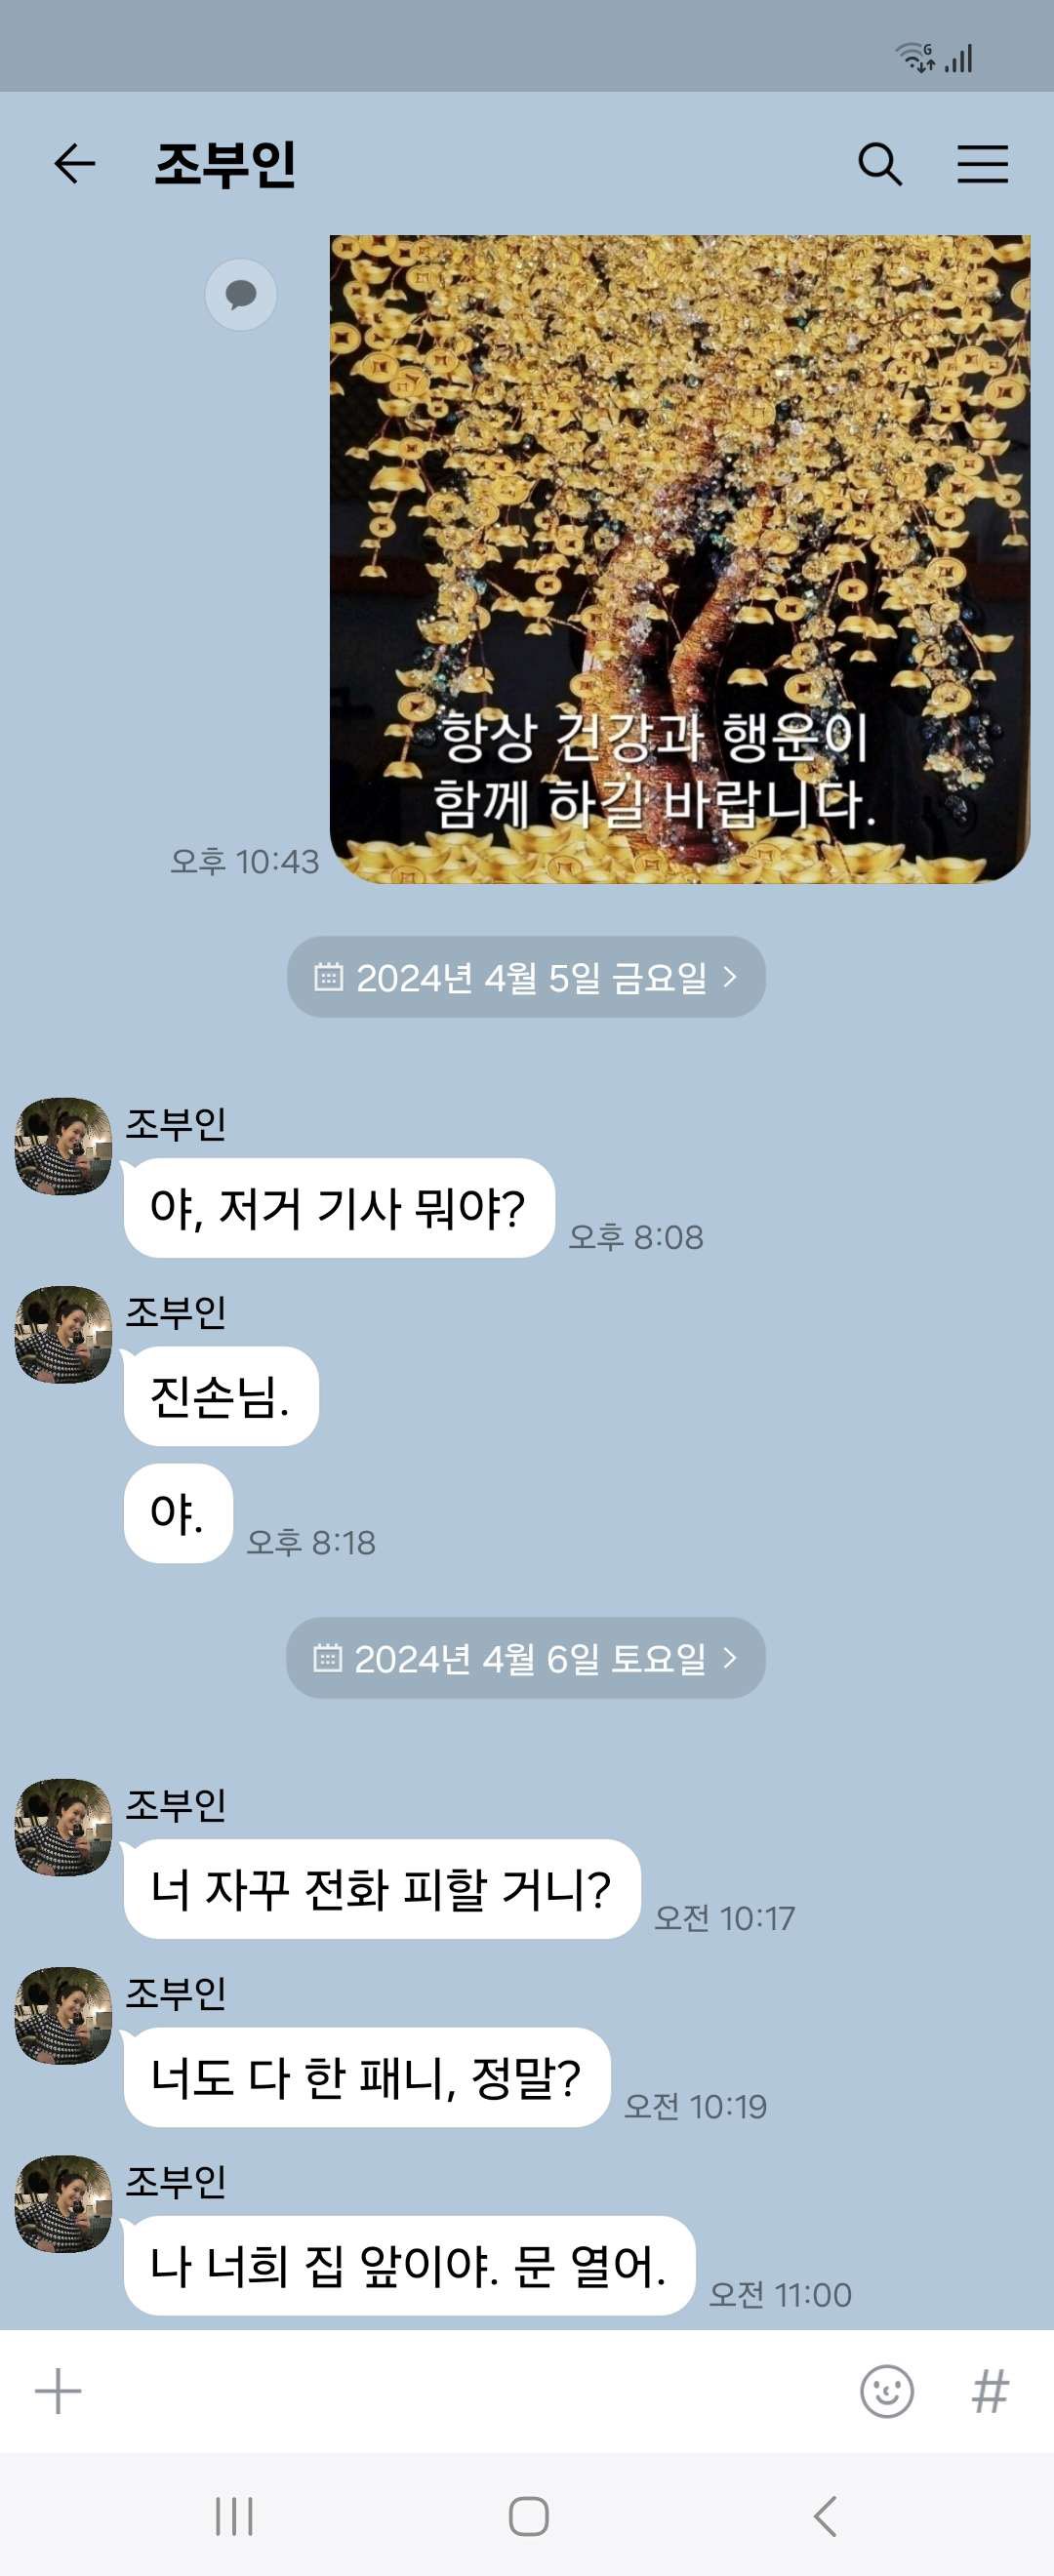 조부인
항상 건강과 행운이
함께 하길 바랍니다.
오후 10:43
2024년 4월 5일 금요일
조부인
야, 저거 기사 뭐야?
오후 8:08
조부인
진손님.
야.
오후 8:18
2024년 4월 6일 토요일
조부인
너 자꾸 전화 피할 거니?
오전 10:17
조부인
너도 다 한 패니, 정말?
오전 10:19
조부인
나 너희 집 앞이야. 문 열어.
오전 11:00
#